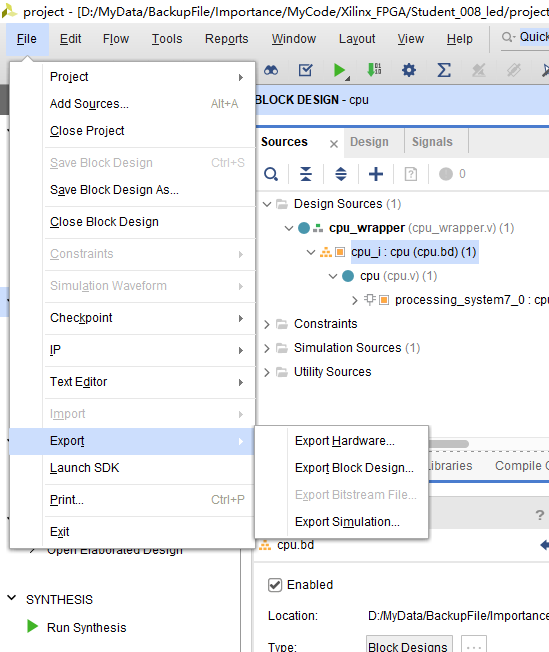 project - [D:/MyData/BackupFile/Importance/MyCode/Xilinx_FPGA/Student_008_led/project
File Edit Flow Tools Reports Window Layout View Help Quick
Project
Add Sources... Alt+A
Close Project
Save Block Design Ctrl+S
Save Block Design As...
Close Block Design
Constraints
Simulation Waveform
Checkpoint
IP
Text Editor
Import
Export
Launch SDK
Print... Ctrl+P
Exit
Export Hardware...
Export Block Design...
Export Bitstream File...
Export Simulation...
BLOCK DESIGN - cpu
Sources Design Signals
0
Design Sources (1)
cpu_wrapper (cpu_wrapper.v) (1)
cpu_i : cpu (cpu.bd) (1)
cpu (cpu.v) (1)
processing_system7_0 : cpu
Constraints
Simulation Sources (1)
Utility Sources
Libraries Compile O
?
cpu.bd
Enabled
Location: D:/MyData/BackupFile/Importance
Type: Block Designs ...
Open Elaborated Design
SYNTHESIS
Run Synthesis